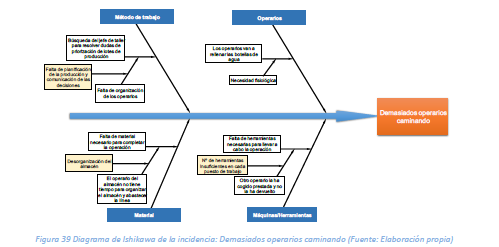 Método de trabajo
Operarios
Búsqueda del jefe de taller
para resolver dudas de
priorización de lotes de
producción
Falta de planificación
de la producción y
comunicación de las
decisiones
Falta de organización
de los operarios
Los operarios van a
rellenar las botellas de
agua
Necesidad fisiológica
Demasiados operarios
caminando
Falta de material
necesario para completar
la operación
Desorganización del
almacén
El operario del
almacén no tiene
tiempo para organizar
el almacén y abastecer
la línea
Falta de herramientas
necesarias para llevar a
cabo la operación
Nº de herramientas
insuficientes en cada
puesto de trabajo
Otro operario la ha
cogido prestada y no
la ha devuelto
Material
Máquinas/Herramientas
Figura 39 Diagrama de Ishikawa de la incidencia: Demasiados operarios caminando (Fuente: Elaboración propia)